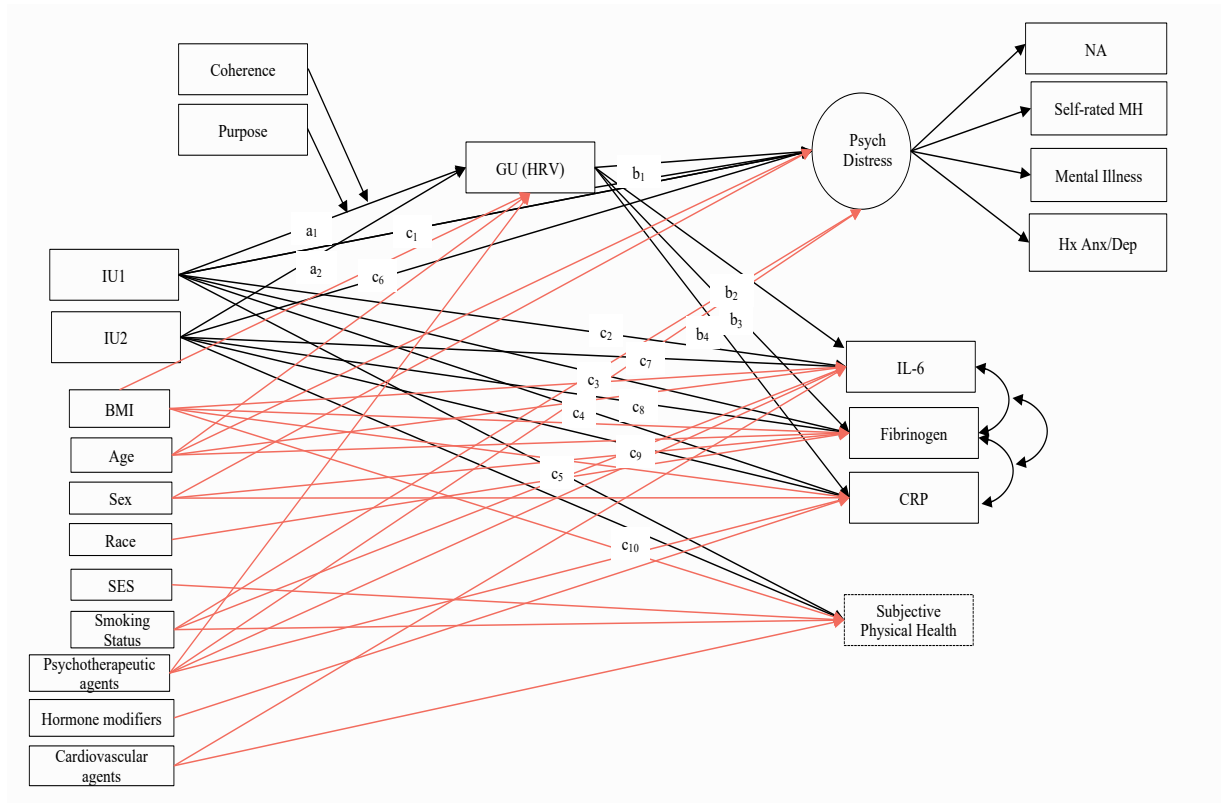 Coherence
Purpose
GU (HRV)
Psych
Distress
NA
Self-rated MH
Mental Illness
Hx Anx/Dep
IU1
IU2
BMI
Age
Sex
Race
SES
Smoking
Status
Psychotherapeutic
agents
Hormone modifiers
Cardiovascular
agents
a₁
a₂
c₁
c₆
b₁
b₂
b₃
b₄
c₂
c₇
c₃
c₄
c₈
c₉
c₅
c₁₀
IL-6
Fibrinogen
CRP
Subjective
Physical Health